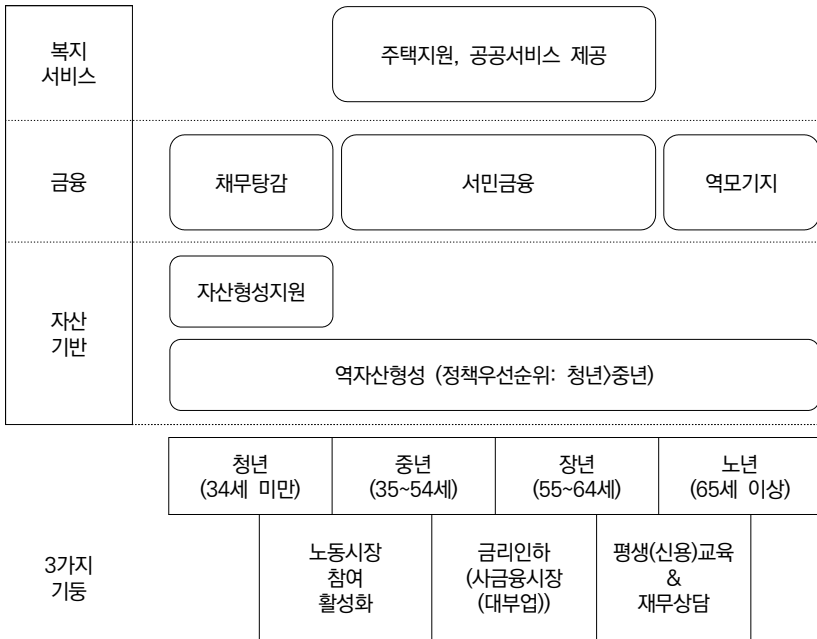 복지
서비스
주택지원, 공공서비스 제공
금융
채무탕감
서민금융
역모기지
자산
기반
자산형성지원
역자산형성 (정책우선순위: 청년>중년)
청년
(34세 미만)
중년
(35~54세)
장년
(55~64세)
노년
(65세 이상)
3가지
기둥
노동시장
참여
활성화
금리인하
(사금융시장
(대부업))
평생(신용)교육
&
재무상담